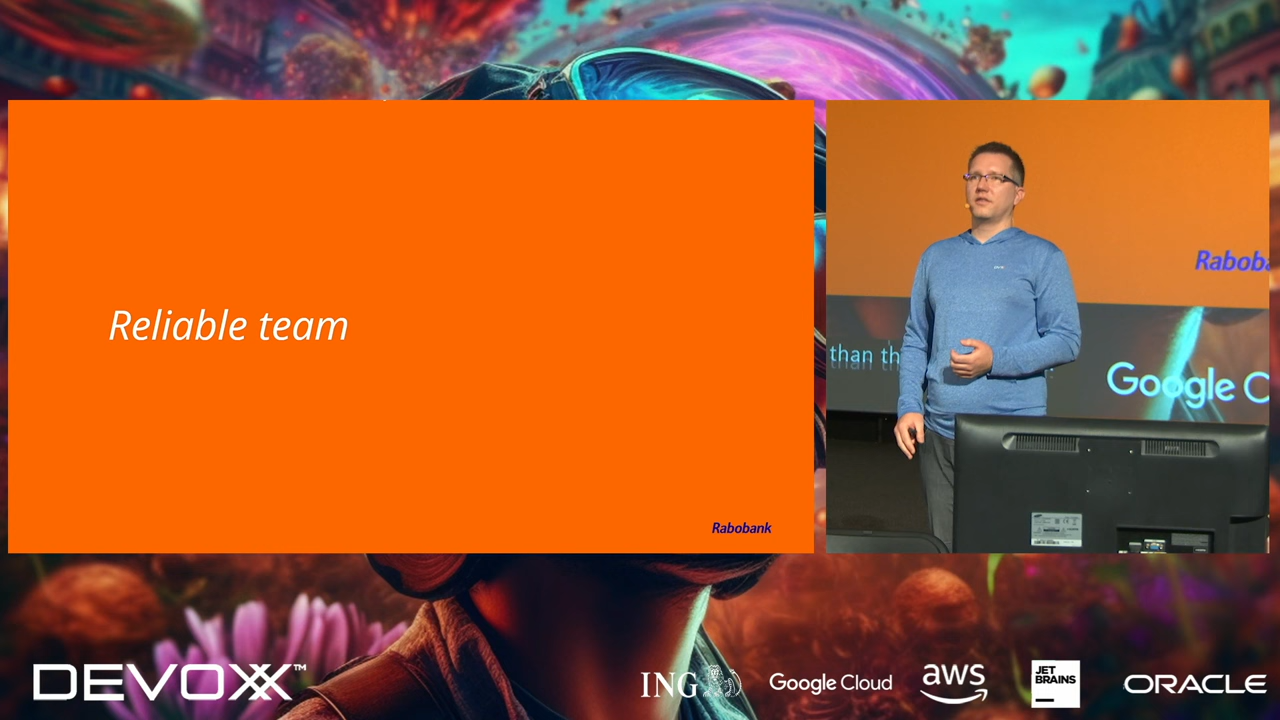 Reliable team
Rabobank
Raboba
than th
Google C
DEVOXX™
ING
Google Cloud
aws
JET
BRAINS
ORACLE